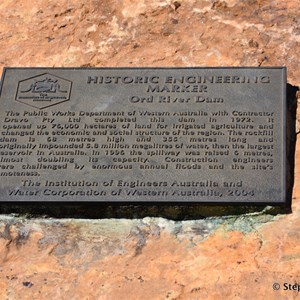 HISTORIC ENGINEERING
MARKER
Ord River Dam
The Public Works Department of Western Australia with Contractor
Dravo Pty Ltd completed this dam in 1972. It
opened up 75,000 hectares of land for irrigated agriculture and
changed the economic and social structure of the region. The rockfill
dam is 68 metres high and 335 metres long and
originally impounded 5.8 million megalitres of water, then the largest
reservoir in Australia. In 1996 the spillway was raised 6 metres,
almost doubling its capacity. Construction engineers
were challenged by enormous annual floods and the site's
remoteness.
The Institution of Engineers Australia and
Water Corporation of Western Australia, 2004
© Step